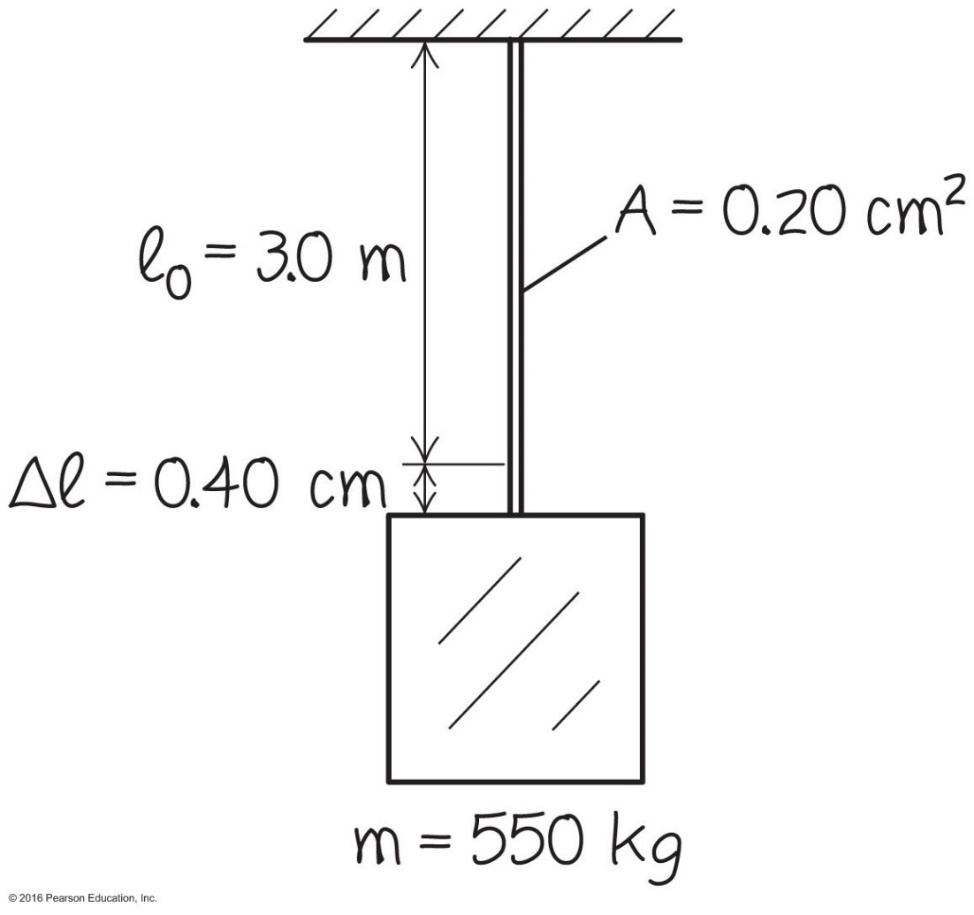 A = 0.20 cm²
ℓ₀ = 3.0 m
Δℓ = 0.40 cm
m = 550 kg
© 2016 Pearson Education, Inc.